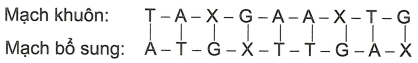 Mạch khuôn: T – A – X – G – A – A – X – T – G
Mạch bổ sung: A – T – G – X – T – T – G – A – X